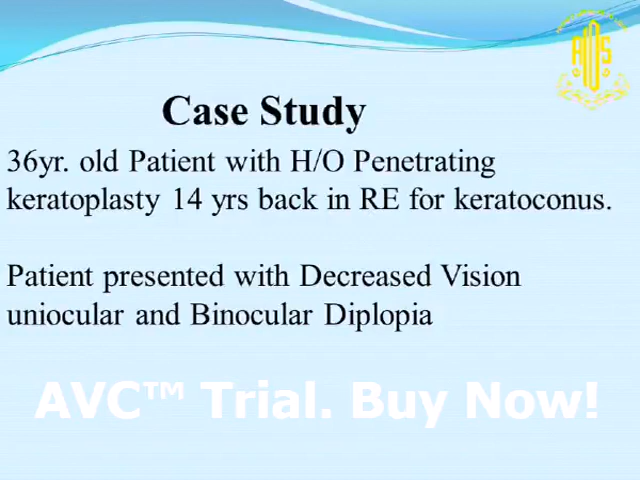 AIOS
Case Study
36yr. old Patient with H/O Penetrating
keratoplasty 14 yrs back in RE for keratoconus.
Patient presented with Decreased Vision
uniocular and Binocular Diplopia
AVC™ Trial. Buy Now!